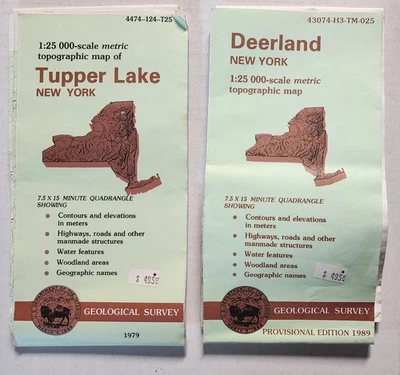 4474-124-T25
1:25 000-scale metric
topographic map of
Tupper Lake
NEW YORK
7.5 X 15 MINUTE QUADRANGLE
SHOWING
• Contours and elevations
in meters
• Highways, roads and other
manmade structures
• Water features
• Woodland areas
• Geographic names
$ 4.95
GEOLOGICAL SURVEY
1979
43074-H3-TM-025
Deerland
NEW YORK
1:25 000-scale metric
topographic map
7.5 X 15 MINUTE QUADRANGLE
SHOWING
• Contours and elevations
in meters
• Highways, roads and other
manmade structures
• Water features
• Woodland areas
• Geographic names
GEOLOGICAL SURVEY
PROVISIONAL EDITION 1989